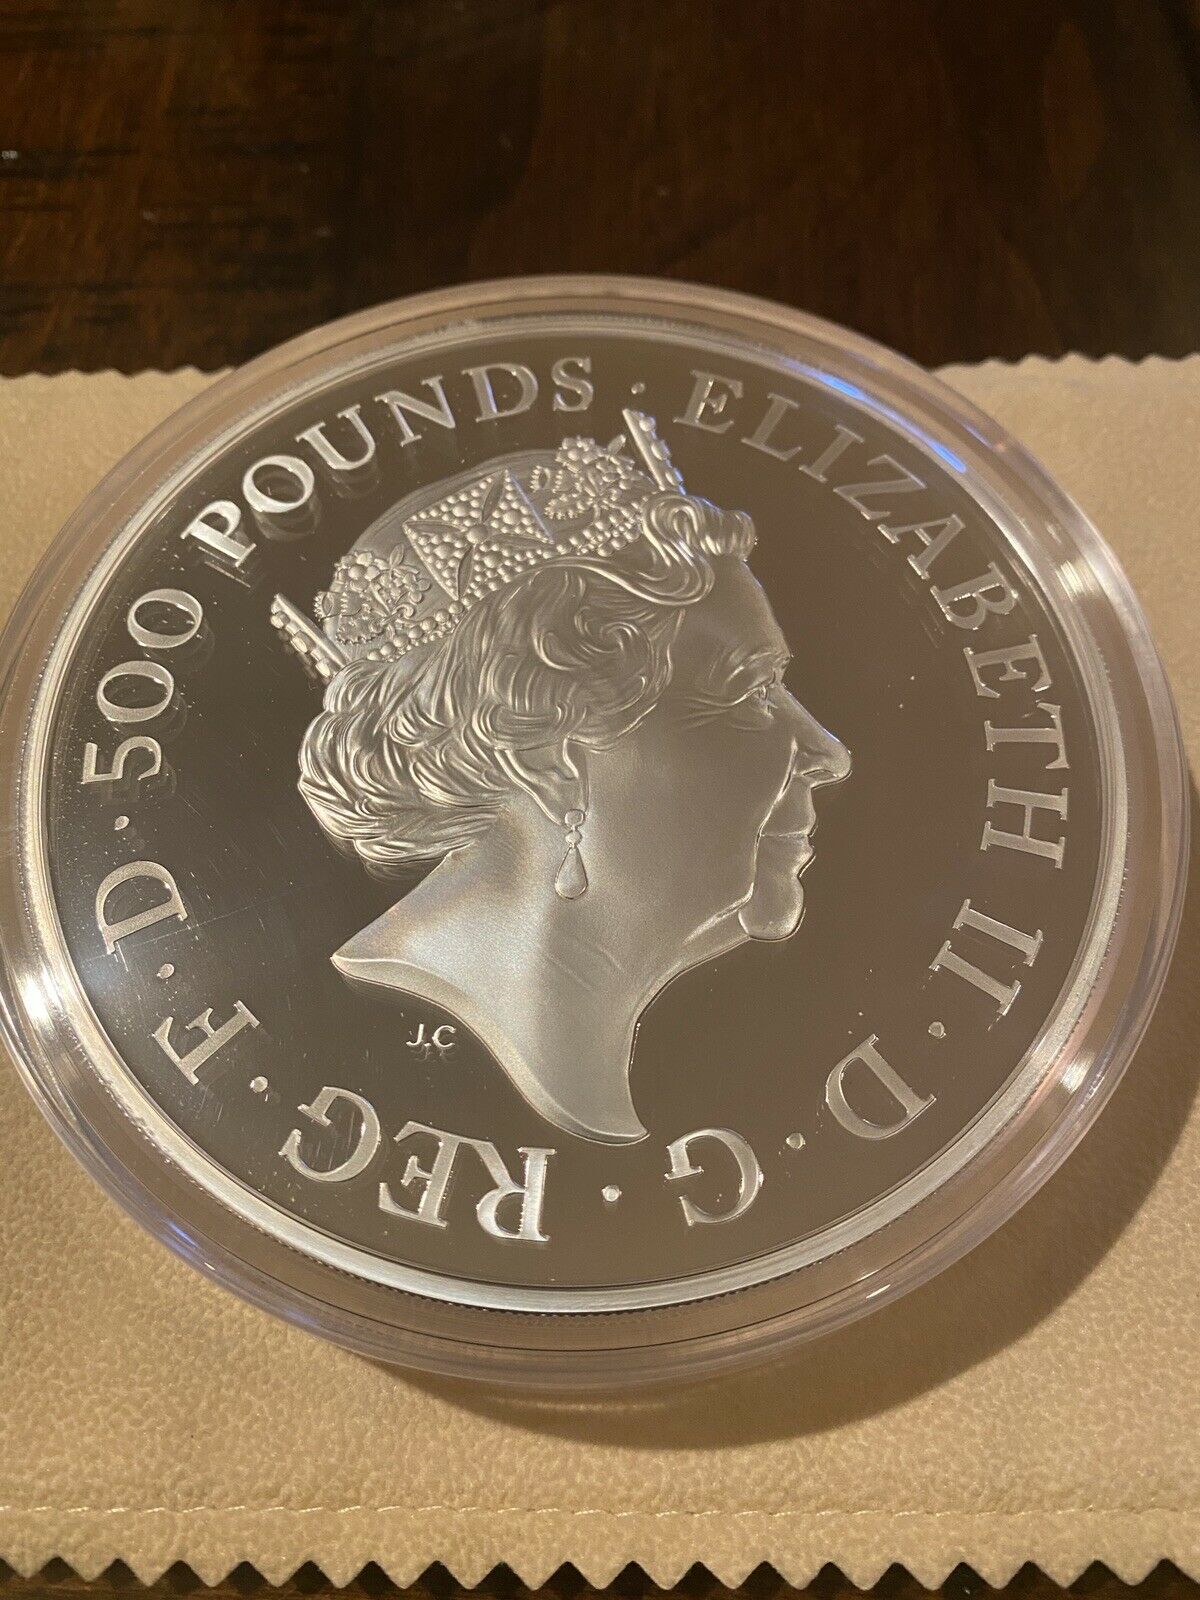 ELIZABETH II · D · G · REG · F · D · 500 POUNDS ·
J.C